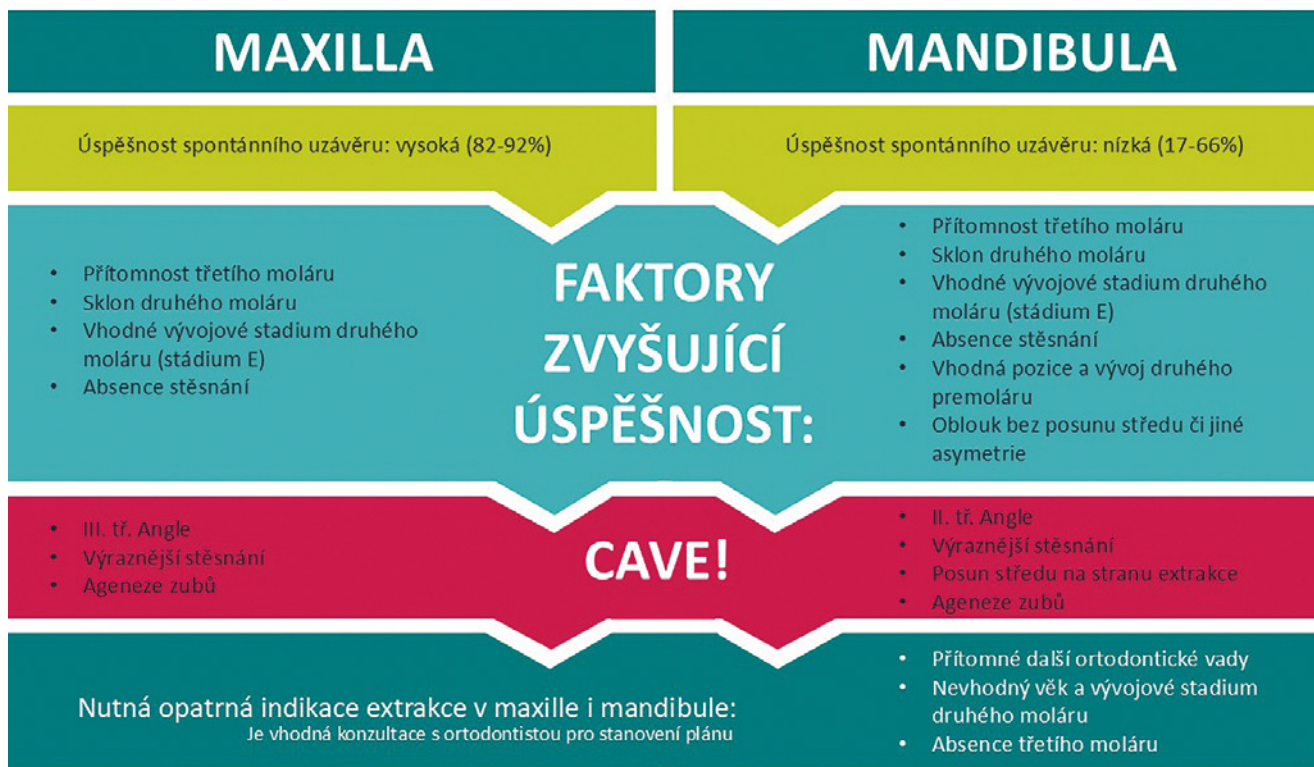 MAXILLA
MANDIBULA
Úspěšnost spontánního uzávěru: vysoká (82-92%)
Úspěšnost spontánního uzávěru: nízká (17-66%)
FAKTORY
ZVYŠUJÍCÍ
ÚSPĚŠNOST:
• Přítomnost třetího moláru
• Sklon druhého moláru
• Vhodné vývojové stadium druhého
moláru (stádium E)
• Absence stěsnání
• Přítomnost třetího moláru
• Sklon druhého moláru
• Vhodné vývojové stadium druhého
moláru (stádium E)
• Absence stěsnání
• Vhodná pozice a vývoj druhého
premoláru
• Oblouk bez posunu středu či jiné
asymetrie
CAVE!
• III. tř. Angle
• Výraznější stěsnání
• Ageneze zubů
• II. tř. Angle
• Výraznější stěsnání
• Posun středu na stranu extrakce
• Ageneze zubů
Nutná opatrná indikace extrakce v maxille i mandibule:
Je vhodná konzultace s ortodontistou pro stanovení plánu
• Přítomné další ortodontické vady
• Nevhodný věk a vývojové stadium
druhého moláru
• Absence třetího moláru